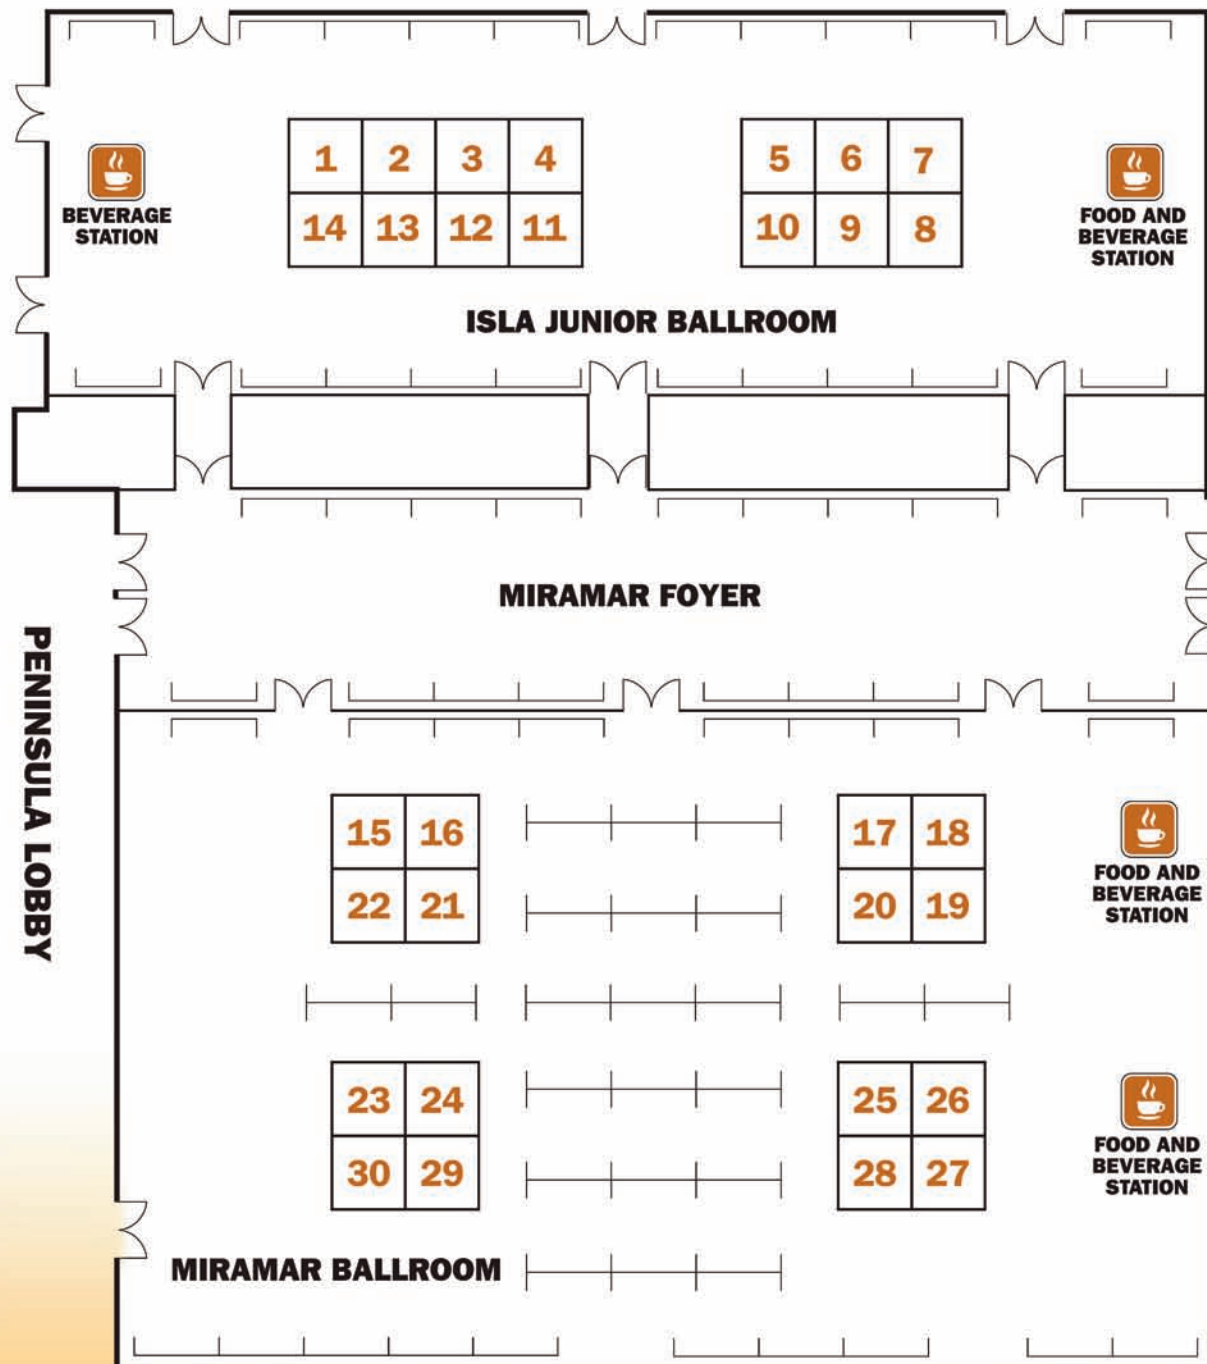 1 2 3 4
5 6 7
BEVERAGE
STATION
14 13 12 11
10 9 8
FOOD AND
BEVERAGE
STATION
ISLA JUNIOR BALLROOM
MIRAMAR FOYER
PENINSULA LOBBY
15 16
17 18
22 21
20 19
FOOD AND
BEVERAGE
STATION
23 24
25 26
30 29
28 27
FOOD AND
BEVERAGE
STATION
MIRAMAR BALLROOM